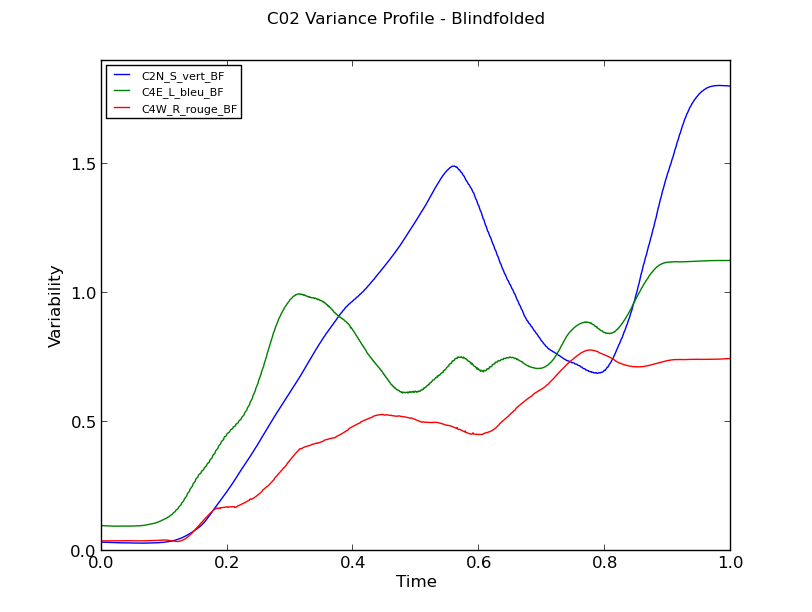 C02 Variance Profile - Blindfolded
C2N_S_vert_BF
C4E_L_bleu_BF
C4W_R_rouge_BF
Variability
1.5
1.0
0.5
0.0
0.0 0.2 0.4 0.6 0.8 1.0
Time